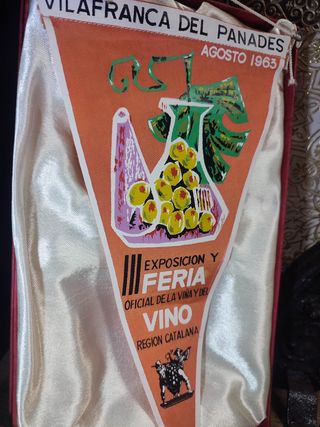 VILAFRANCA DEL PANADES
AGOSTO 1963
III EXPOSICION Y
FERIA
OFICIAL DE LA VIÑA Y DEL
VINO
REGION CATALANA